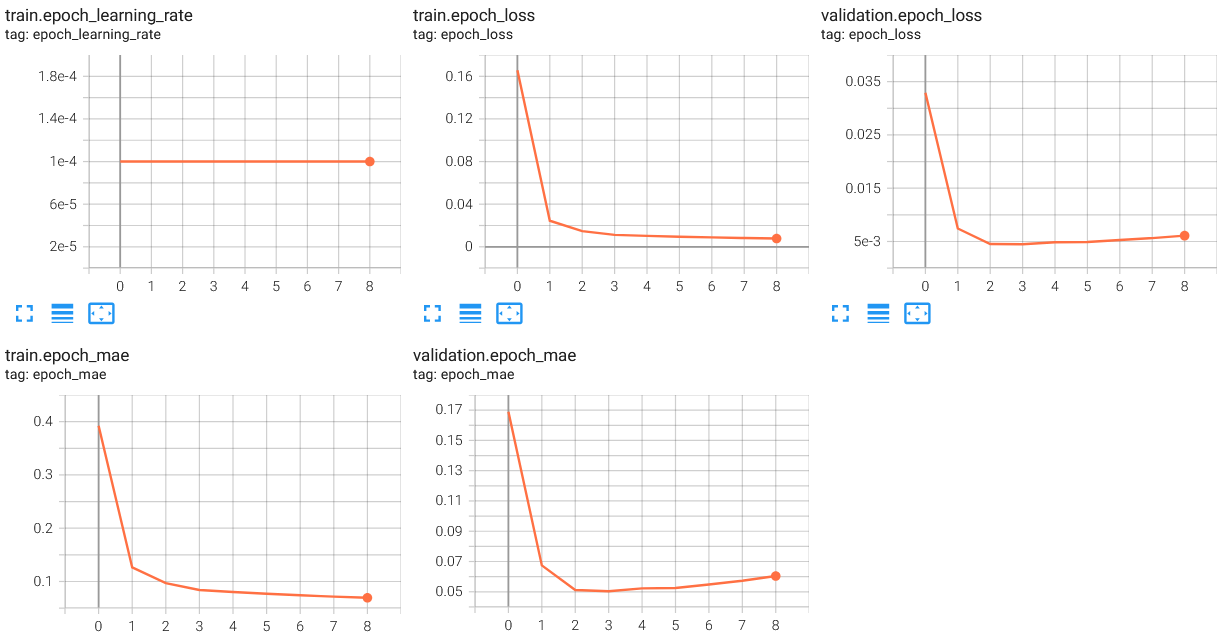 train.epoch_learning_rate
tag: epoch_learning_rate
1.8e-4
1.4e-4
1e-4
6e-5
2e-5
0 1 2 3 4 5 6 7 8
train.epoch_loss
tag: epoch_loss
0.16
0.12
0.08
0.04
0
0 1 2 3 4 5 6 7 8
validation.epoch_loss
tag: epoch_loss
0.035
0.025
0.015
5e-3
0 1 2 3 4 5 6 7 8
train.epoch_mae
tag: epoch_mae
0.4
0.3
0.2
0.1
0 1 2 3 4 5 6 7 8
validation.epoch_mae
tag: epoch_mae
0.17
0.15
0.13
0.11
0.09
0.07
0.05
0 1 2 3 4 5 6 7 8